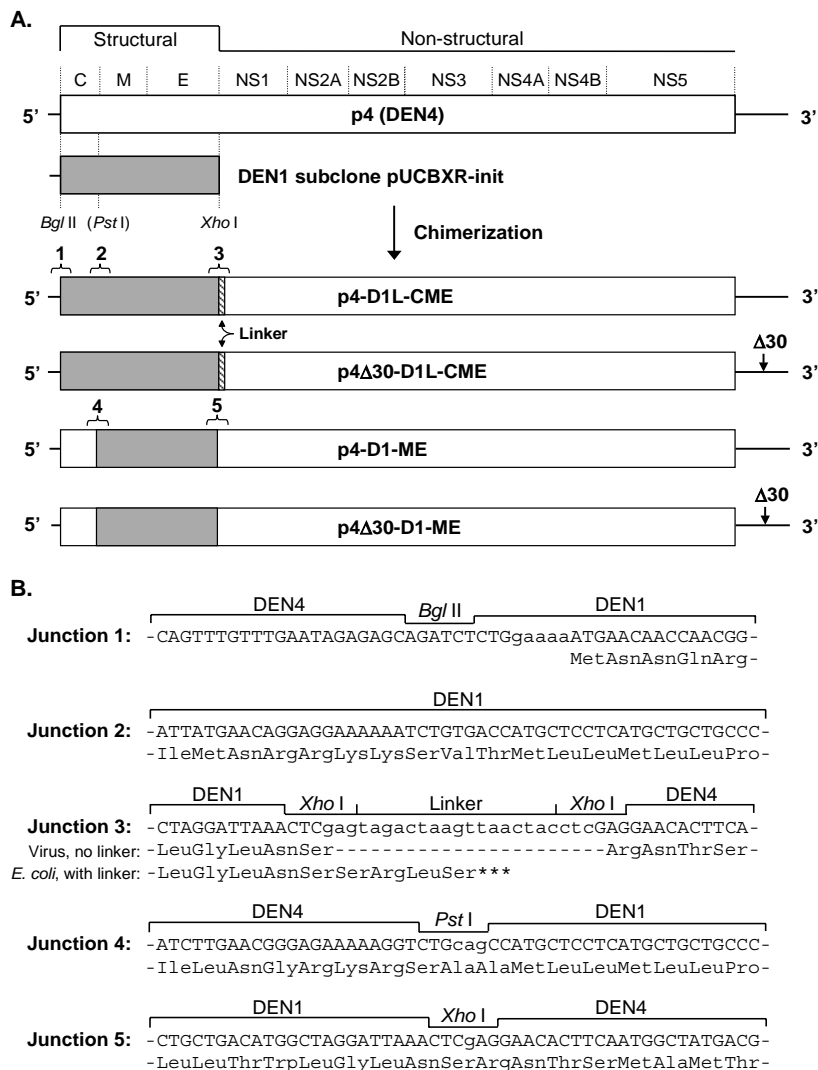 A.
Structural Non-structural
C M E NS1 NS2A NS2B NS3 NS4A NS4B NS5
5’ p4 (DEN4) 3’
DEN1 subclone pUCBXR-init
Bgl II (Pst I) Xho I
Chimerization
1 2 3
5’ p4-D1L-CME 3’
Linker
Δ30
5’ p4Δ30-D1L-CME 3’
4 5
5’ p4-D1-ME 3’
Δ30
5’ p4Δ30-D1-ME 3’
B.
DEN4 Bgl II DEN1
Junction 1: -CAGTTTGTTTGAATAGAGAGCAGATCTCTGgaaaaATGAACAACCAACGG-
MetAsnAsnGlnArg-
DEN1
Junction 2: -ATTATGAACAGGAGGAAAAAATCTGTGACCATGCTCCTCATGCTGCTGCCC-
-IleMetAsnArgArgLysLysSerValThrMetLeuLeuMetLeuLeuPro-
DEN1 Xho I Linker Xho I DEN4
Junction 3: -CTAGGATTAAACTCgagtagactaagttaactacctcGAGGAACACTTCA-
Virus, no linker: -LeuGlyLeuAsnSer------------------------ArgAsnThrSer-
E. coli, with linker: -LeuGlyLeuAsnSerSerArgLeuSer***
DEN4 Pst I DEN1
Junction 4: -ATCTTGAACGGGAGAAAAAGGTCTGcagCCATGCTCCTCATGCTGCTGCCC-
-IleLeuAsnGlyArgLysArgSerAlaAlaMetLeuLeuMetLeuLeuPro-
DEN1 Xho I DEN4
Junction 5: -CTGCTGACATGGCTAGGATTAAACTCgAGGAACACTTCAATGGCTATGACG-
-LeuLeuThrTrpLeuGlyLeuAsnSerArgAsnThrSerMetAlaMetThr-